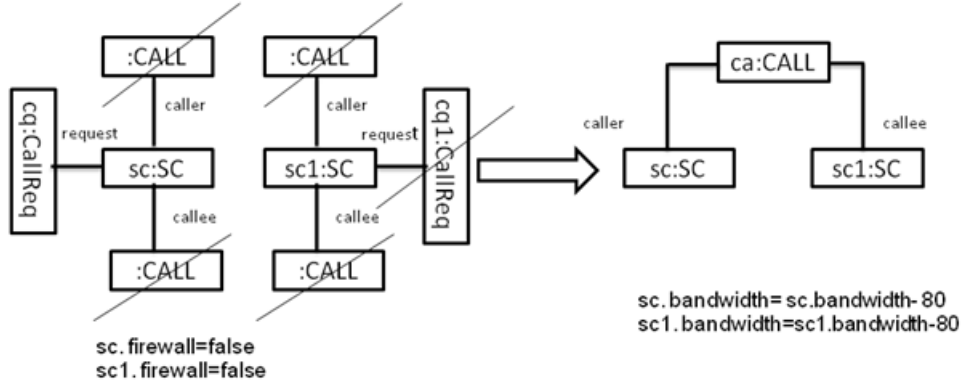 :CALL
:CALL
caller
caller
cq:CallReq
request
sc:SC
sc1:SC
request
cq1:CallReq
callee
callee
:CALL
:CALL
sc.firewall=false
sc1.firewall=false
ca:CALL
caller
callee
sc:SC
sc1:SC
sc.bandwidth= sc.bandwidth-80
sc1.bandwidth=sc1.bandwidth-80